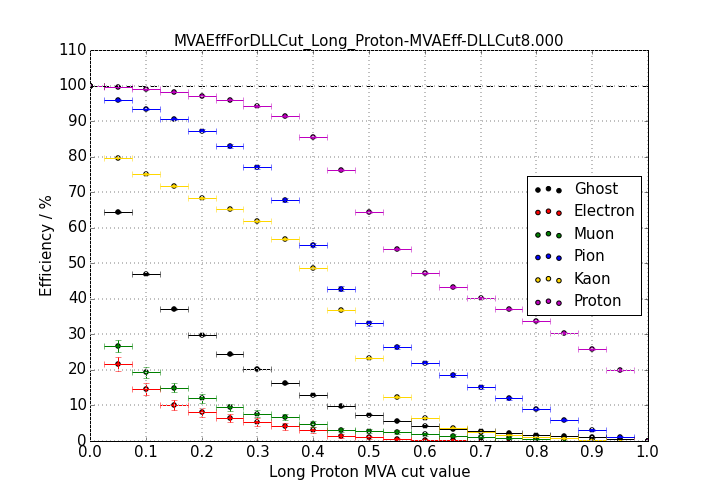 MVAEffForDLLCut_Long_Proton-MVAEff-DLLCut8.000
110
100
90
80
70
60
50
40
30
20
10
0
Efficiency / %
Ghost
Electron
Muon
Pion
Kaon
Proton
0.0 0.1 0.2 0.3 0.4 0.5 0.6 0.7 0.8 0.9 1.0
Long Proton MVA cut value